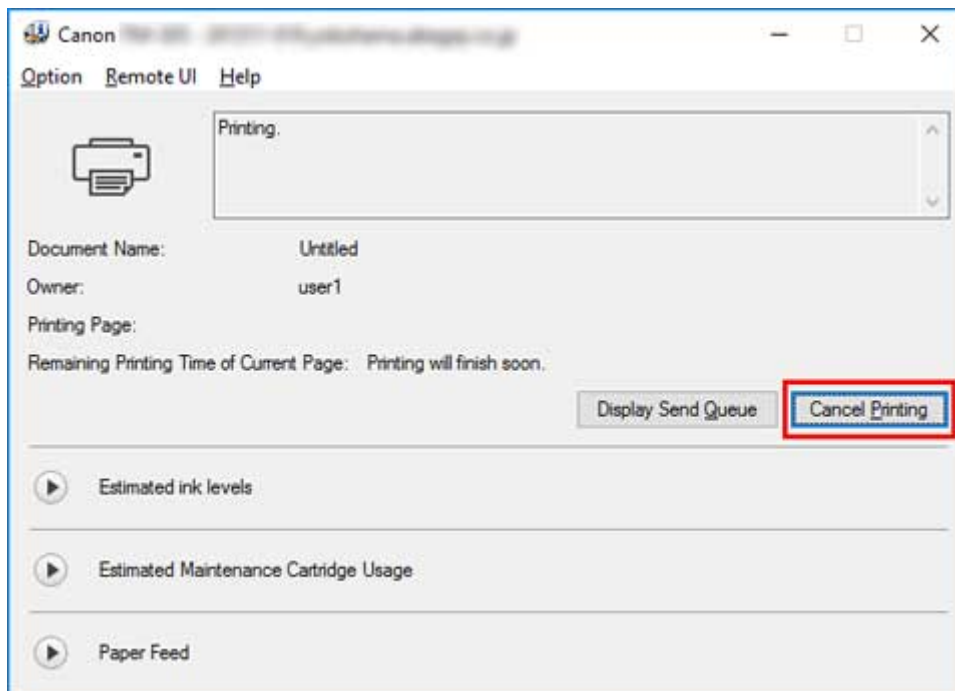 Canon
Option Remote UI Help
Printing.
Document Name: Untitled
Owner: user1
Printing Page:
Remaining Printing Time of Current Page: Printing will finish soon.
Display Send Queue Cancel Printing
Estimated ink levels
Estimated Maintenance Cartridge Usage
Paper Feed